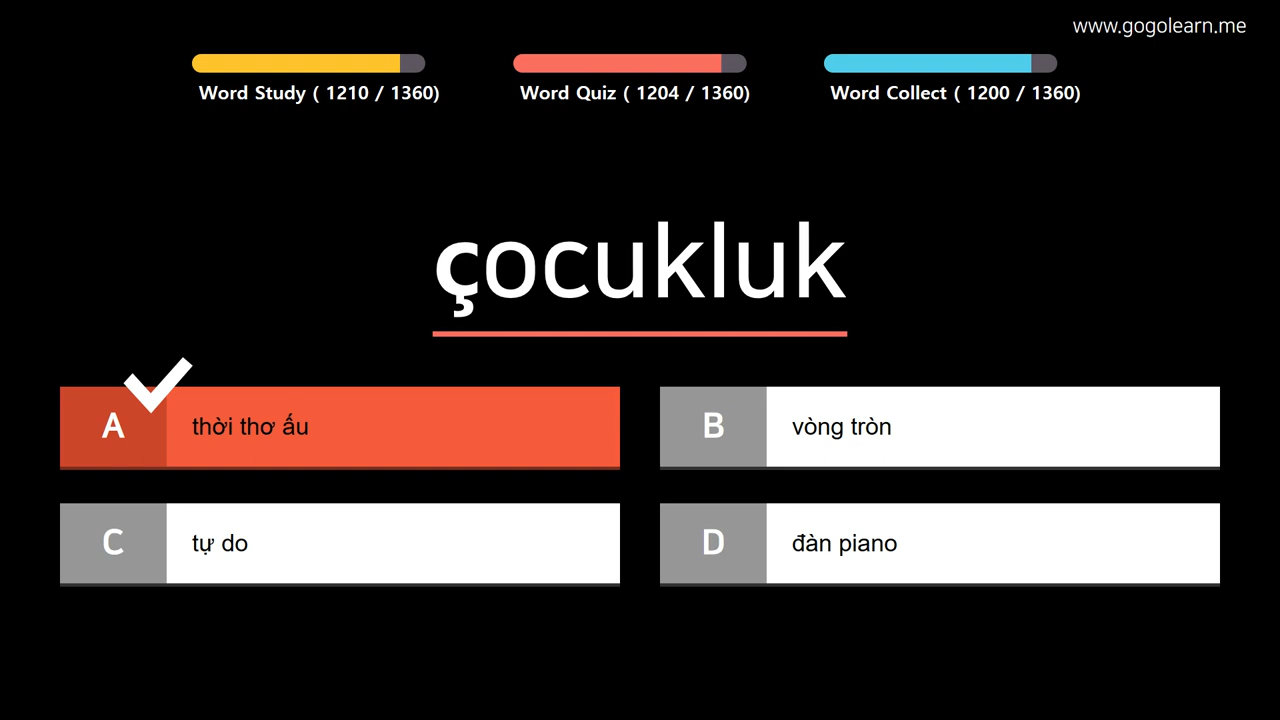 www.gogolearn.me
Word Study ( 1210 / 1360)
Word Quiz ( 1204 / 1360)
Word Collect ( 1200 / 1360)
çocukluk
A thời thơ ấu
B vòng tròn
C tự do
D đàn piano